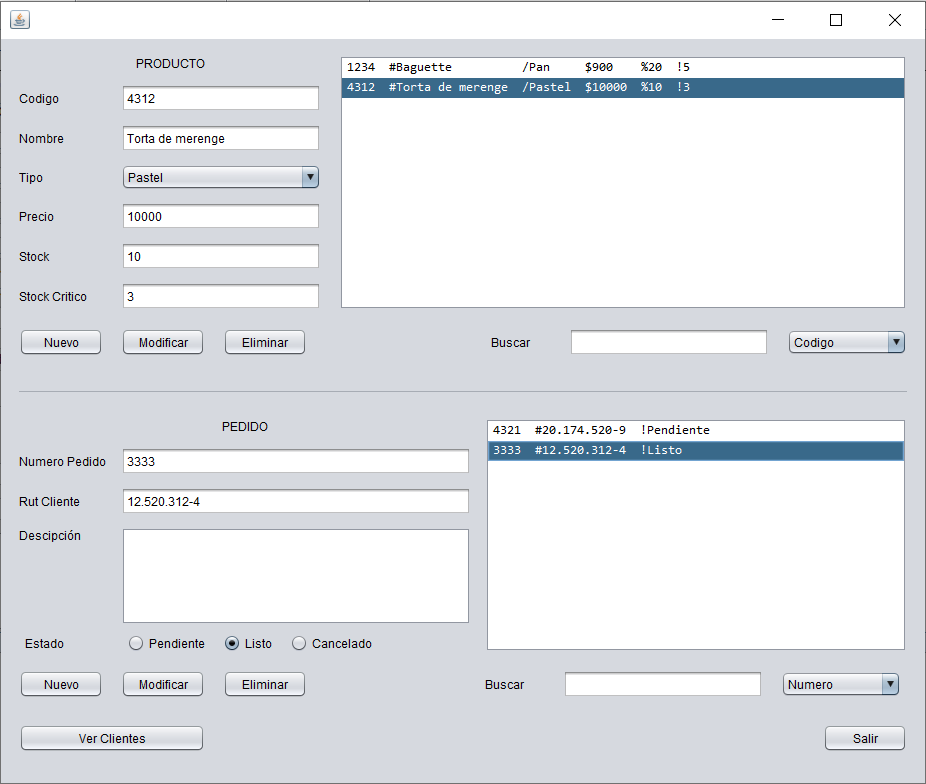 PRODUCTO
Codigo 4312
Nombre Torta de merenge
Tipo Pastel
Precio 10000
Stock 10
Stock Critico 3
Nuevo Modificar Eliminar
1234 #Baguette /Pan $900 %20 !5
4312 #Torta de merenge /Pastel $10000 %10 !3
Buscar Codigo
PEDIDO
Numero Pedido 3333
Rut Cliente 12.520.312-4
Descipción
Estado Pendiente Listo Cancelado
Nuevo Modificar Eliminar
4321 #20.174.520-9 !Pendiente
3333 #12.520.312-4 !Listo
Buscar Numero
Ver Clientes
Salir